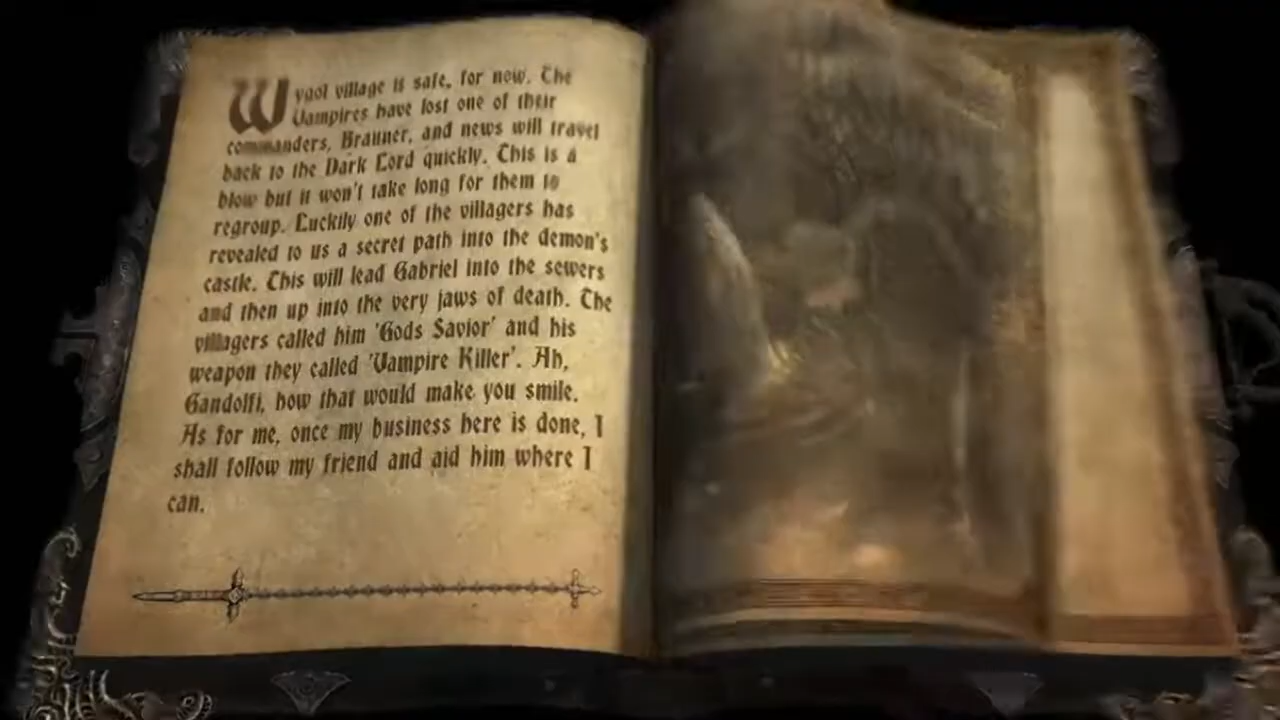 Wygol village is safe, for now. The
Vampires have lost one of their
commanders, Brauner, and news will travel
back to the Dark Lord quickly. This is a
blow but it won't take long for them to
regroup. Luckily one of the villagers has
revealed to us a secret path into the demon's
castle. This will lead Gabriel into the sewers
and then up into the very jaws of death. The
villagers called him 'Gods Savior' and his
weapon they called 'Vampire Killer'. Ah,
Gandolfi, how that would make you smile.
As for me, once my business here is done, I
shall follow my friend and aid him where I
can.